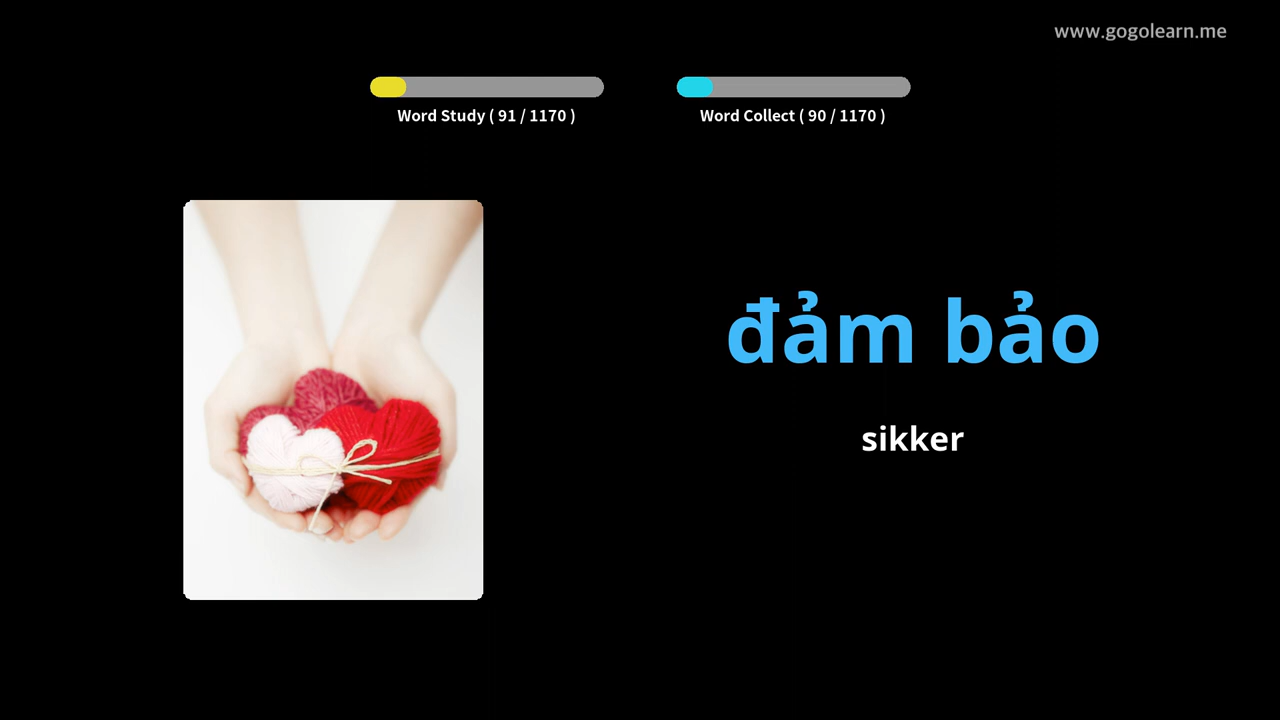 www.gogolearn.me
Word Study ( 91 / 1170 )
Word Collect ( 90 / 1170 )
đảm bảo
sikker